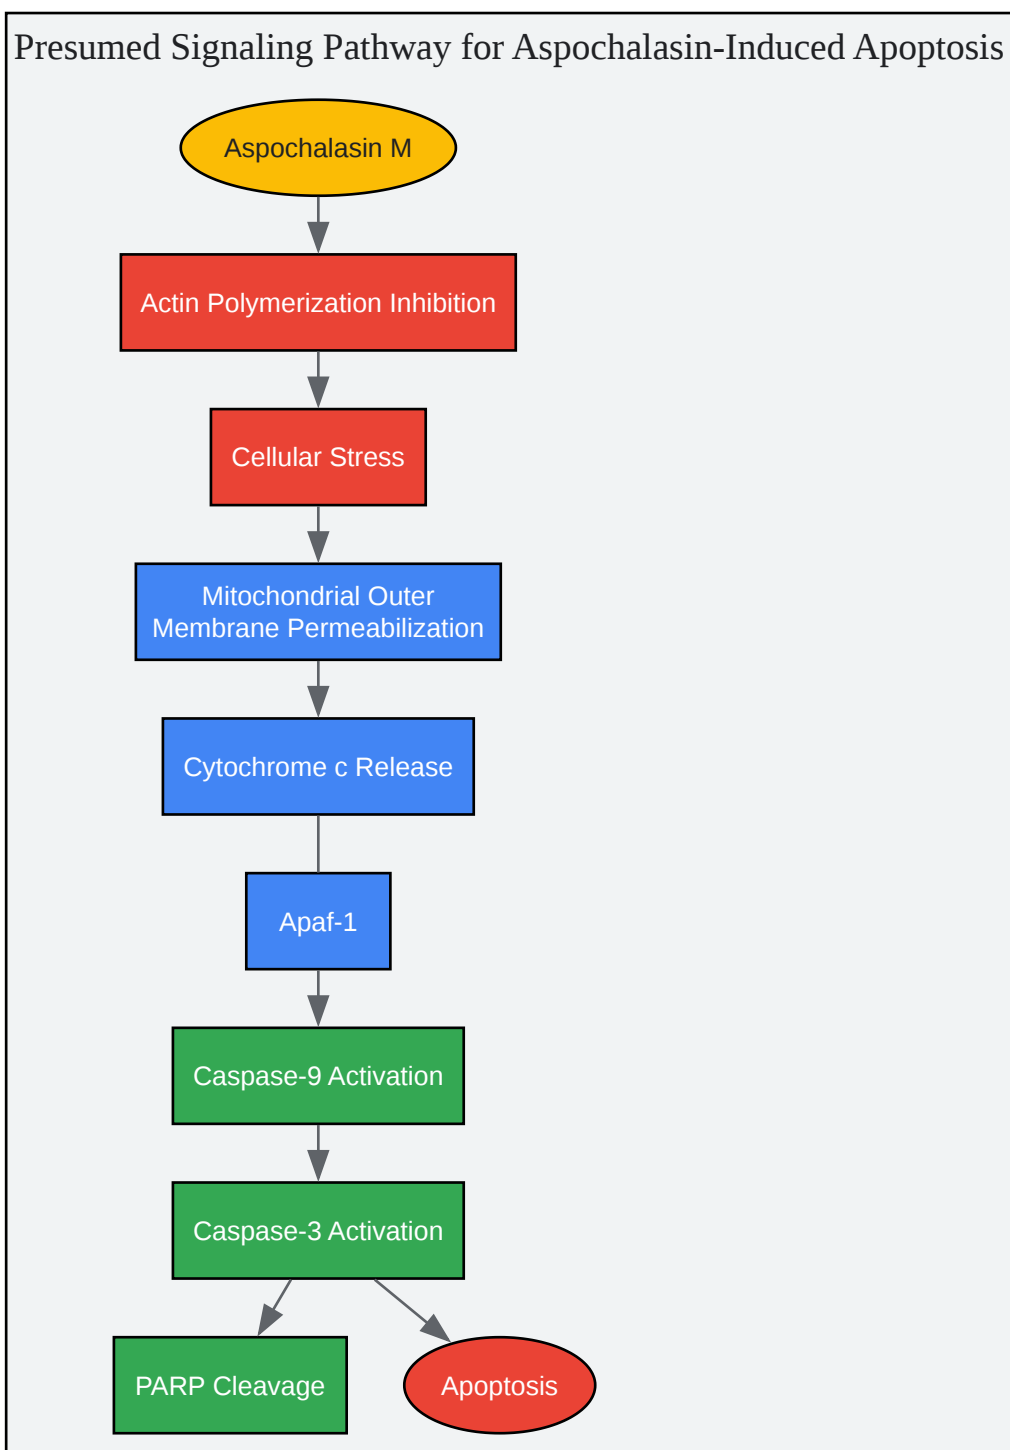 Presumed Signaling Pathway for Aspochalasin-Induced Apoptosis
Aspochalasin M
Actin Polymerization Inhibition
Cellular Stress
Mitochondrial Outer
Membrane Permeabilization
Cytochrome c Release
Apaf-1
Caspase-9 Activation
Caspase-3 Activation
PARP Cleavage
Apoptosis